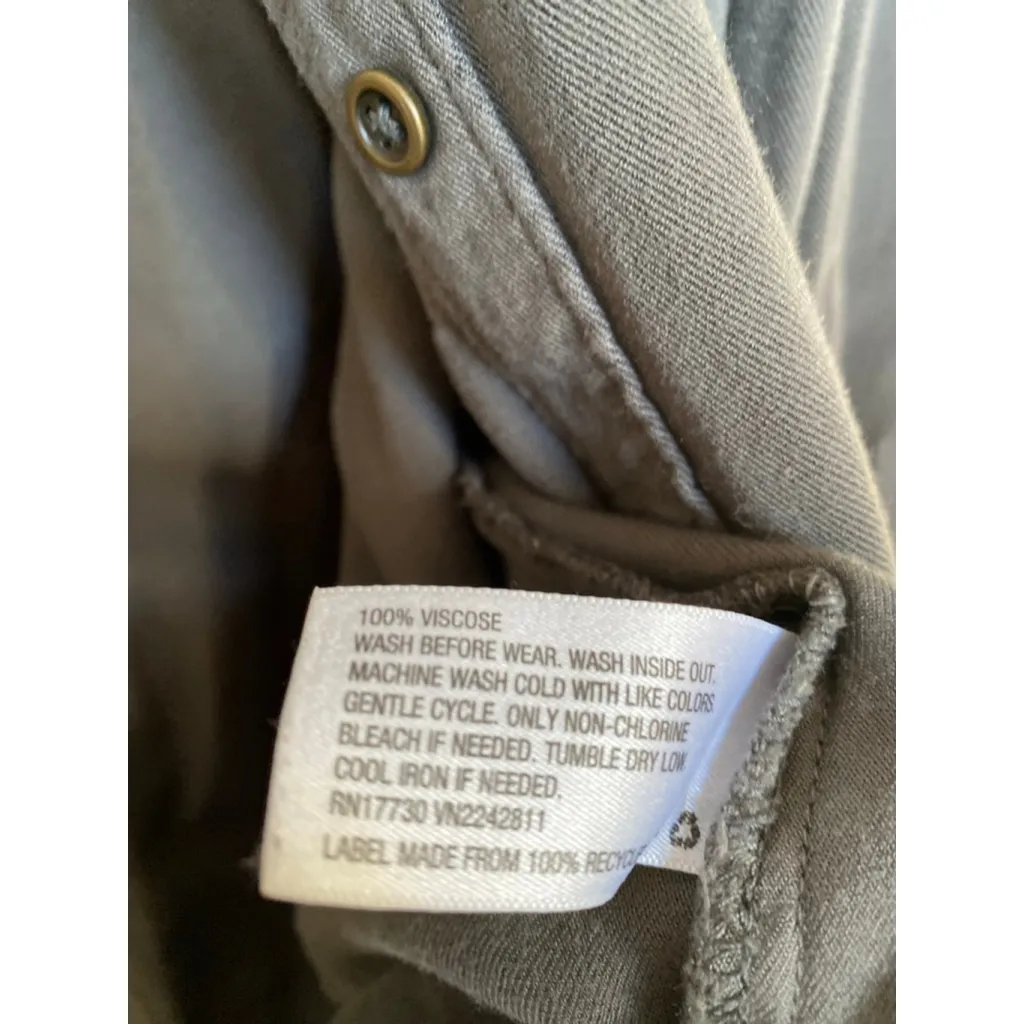 100% VISCOSE
WASH BEFORE WEAR. WASH INSIDE OUT.
MACHINE WASH COLD WITH LIKE COLORS
GENTLE CYCLE. ONLY NON-CHLORINE
BLEACH IF NEEDED. TUMBLE DRY LOW
COOL IRON IF NEEDED.
RN17730 VN2242811
LABEL MADE FROM 100%